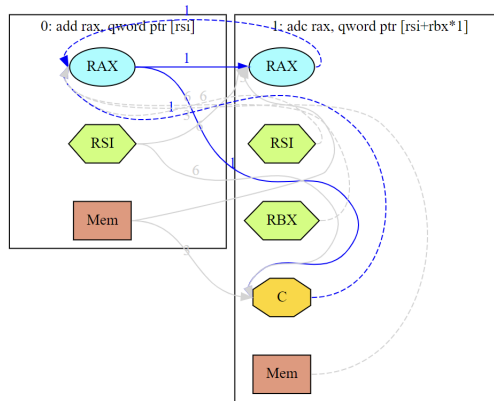 1
0: add rax, qword ptr [rsi]
1: adc rax, qword ptr [rsi+rbx*1]
RAX
1
RAX
6
1
RSI
6
RSI
6
1
Mem
RBX
5
C
Mem